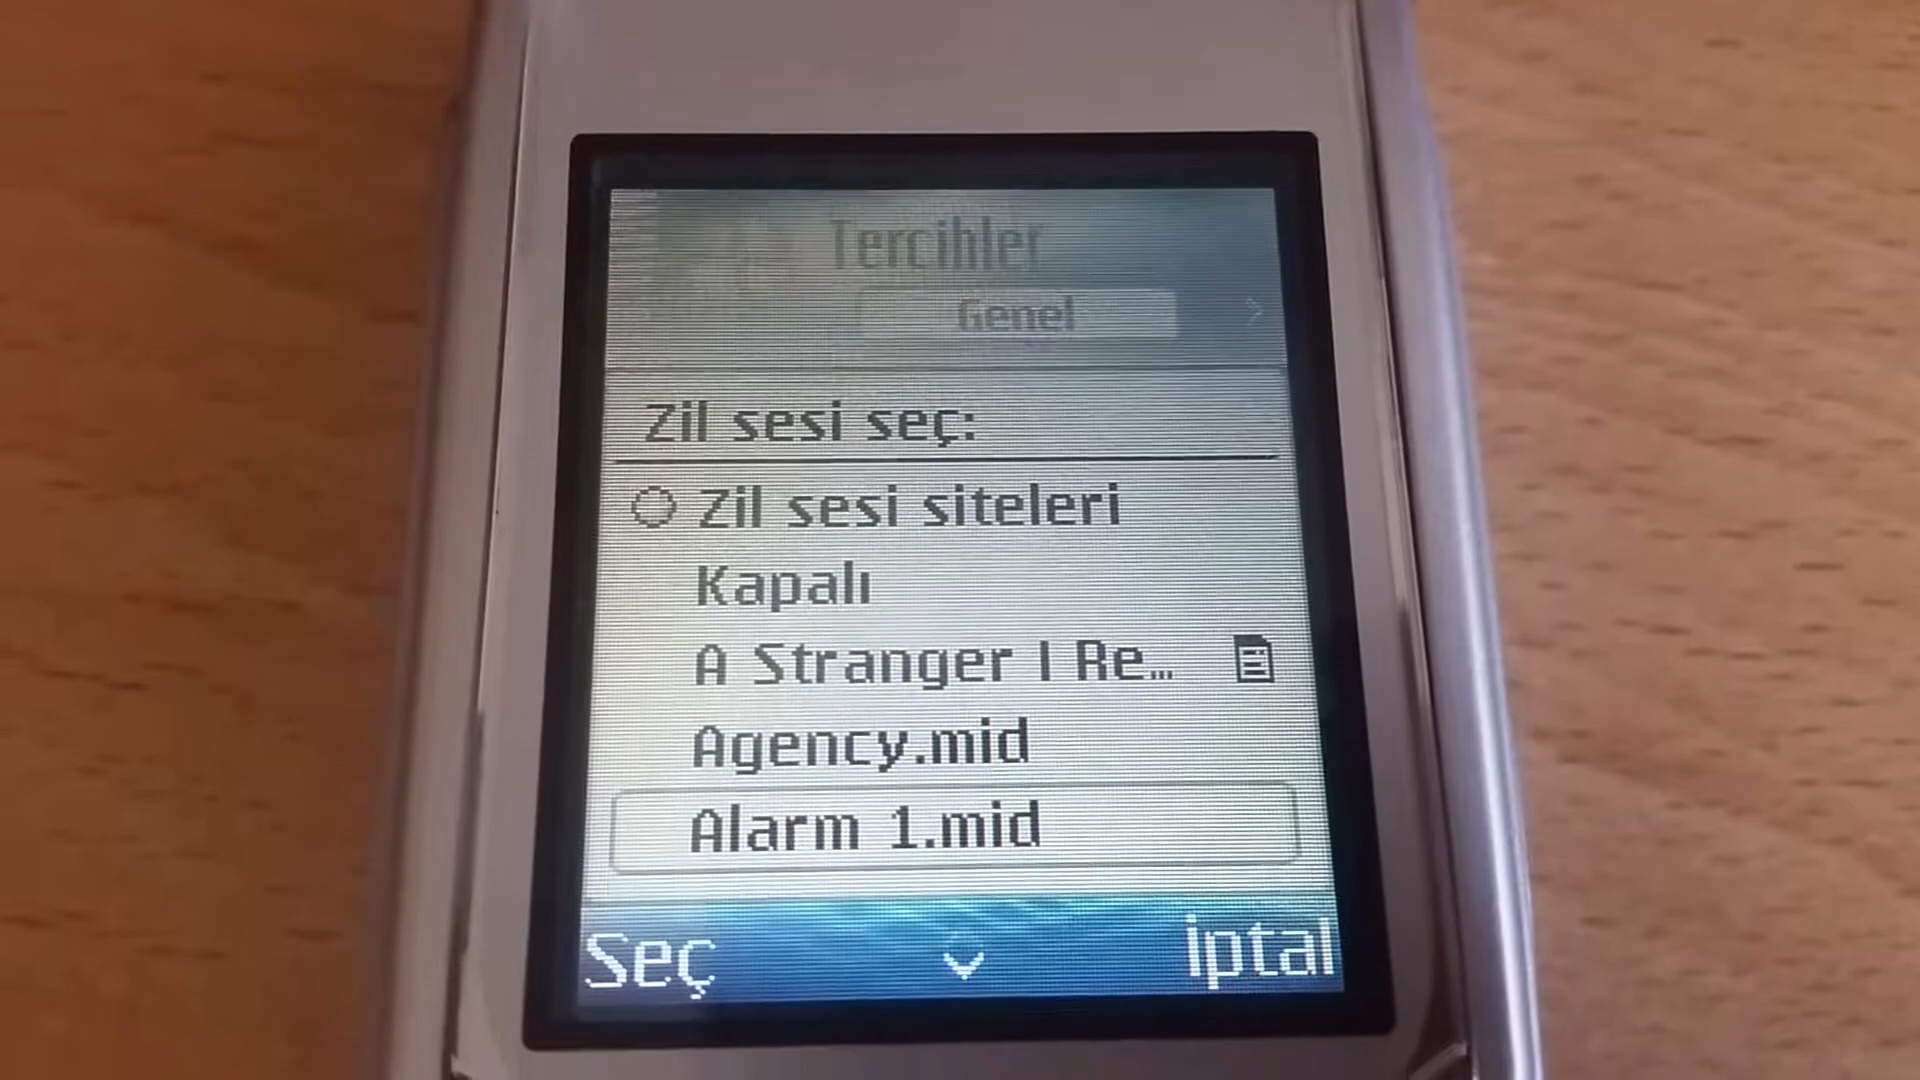 Tercihler
Genel
Zil sesi seç:
Zil sesi siteleri
Kapalı
A Stranger I Re...
Agency.mid
Alarm 1.mid
Seç
İptal